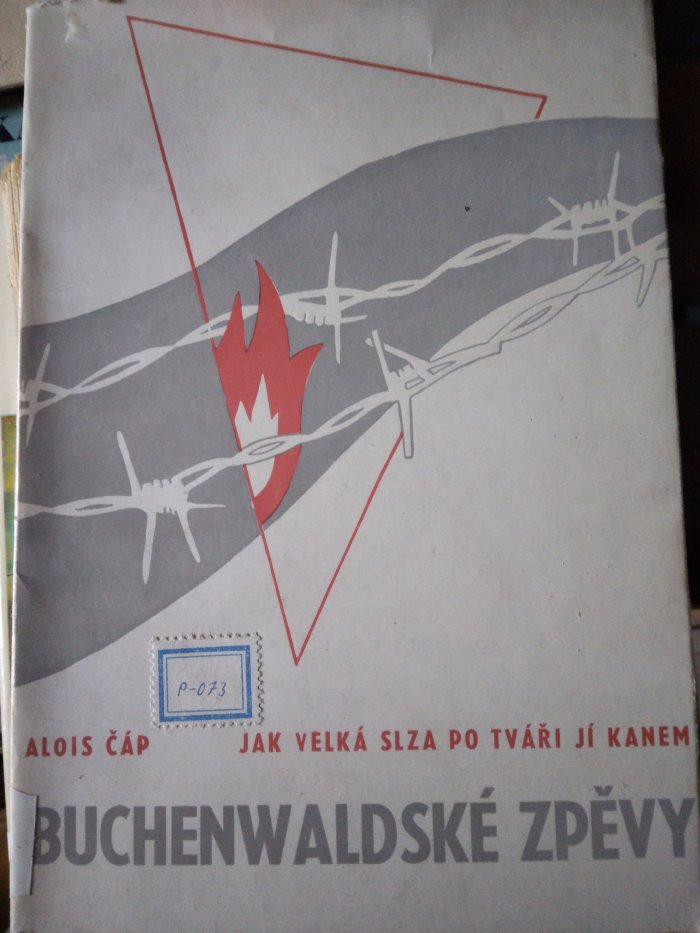 P-073
ALOIS ČÁP JAK VELKÁ SLZA PO TVÁŘI JÍ KANEM
BUCHENWALDSKÉ ZPĚVY